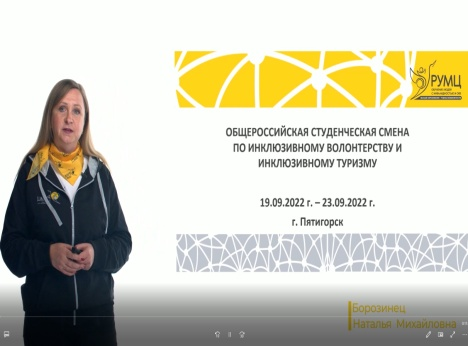 РУМЦ
ОБЩЕРОССИЙСКАЯ СТУДЕНЧЕСКАЯ СМЕНА
ПО ИНКЛЮЗИВНОМУ ВОЛОНТЕРСТВУ И
ИНКЛЮЗИВНОМУ ТУРИЗМУ
19.09.2022 г. – 23.09.2022 г.
г. Пятигорск
Борозинец
Наталья Михайловна